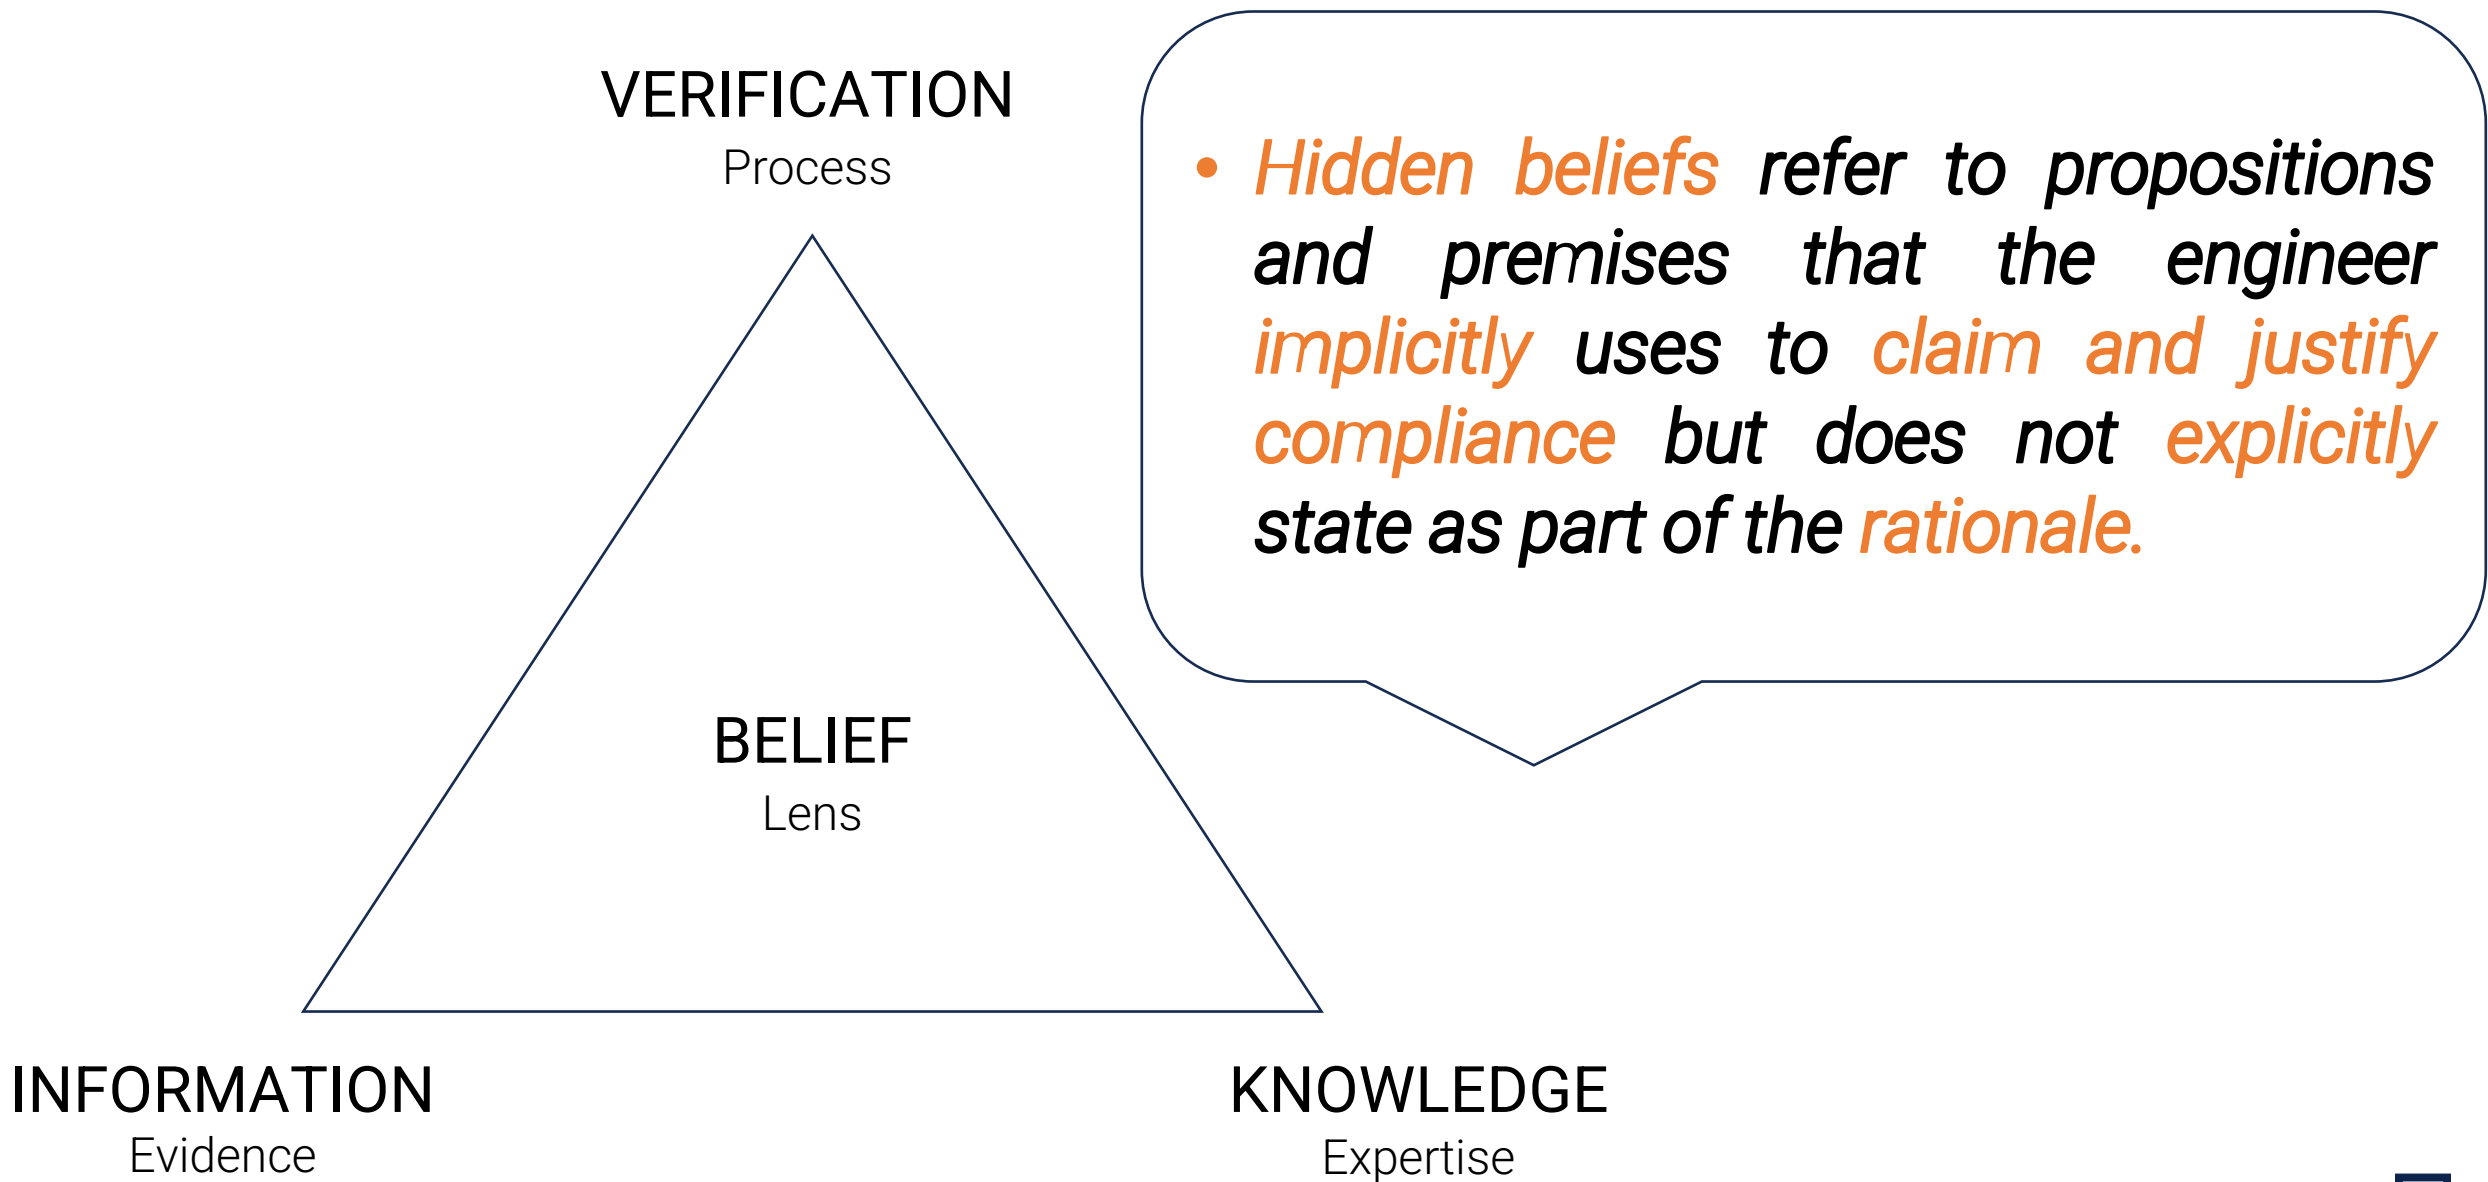 VERIFICATION
Process
• Hidden beliefs refer to propositions
and premises that the engineer
implicitly uses to claim and justify
compliance but does not explicitly
state as part of the rationale.
BELIEF
Lens
INFORMATION
Evidence
KNOWLEDGE
Expertise